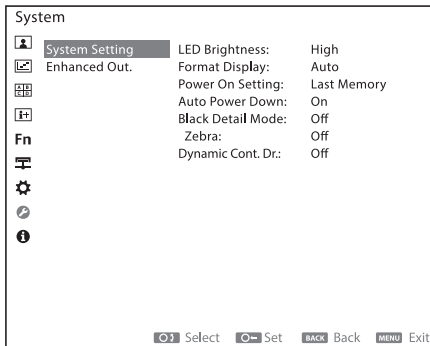 System
System Setting
Enhanced Out.
LED Brightness: High
Format Display: Auto
Power On Setting: Last Memory
Auto Power Down: On
Black Detail Mode: Off
Zebra: Off
Dynamic Cont. Dr.: Off
A B
C D
i+
Fn
Select Set BACK Back MENU Exit